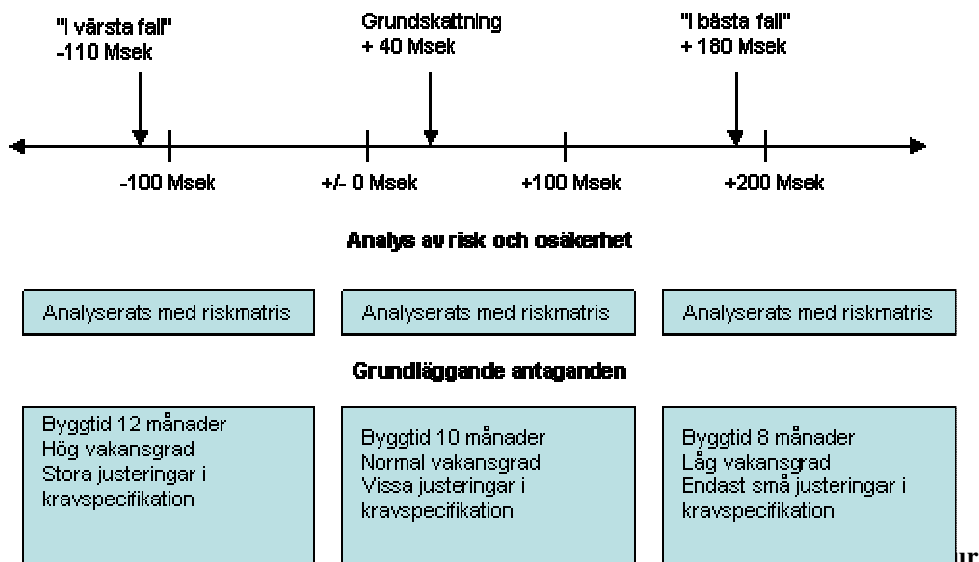 "I värsta fall"
-110 Msek
Grundskattning
+ 40 Msek
"I bästa fall"
+ 180 Msek
-100 Msek
+/- 0 Msek
+100 Msek
+200 Msek
Analys av risk och osäkerhet
Analyserats med riskmatris
Analyserats med riskmatris
Analyserats med riskmatris
Grundläggande antaganden
Byggtid 12 månader
Hög vakansgrad
Stora justeringar i
kravspecifikation
Byggtid 10 månader
Normal vakansgrad
Vissa justeringar i
kravspecifikation
Byggtid 8 månader
Låg vakansgrad
Endast små justeringar i
kravspecifikation